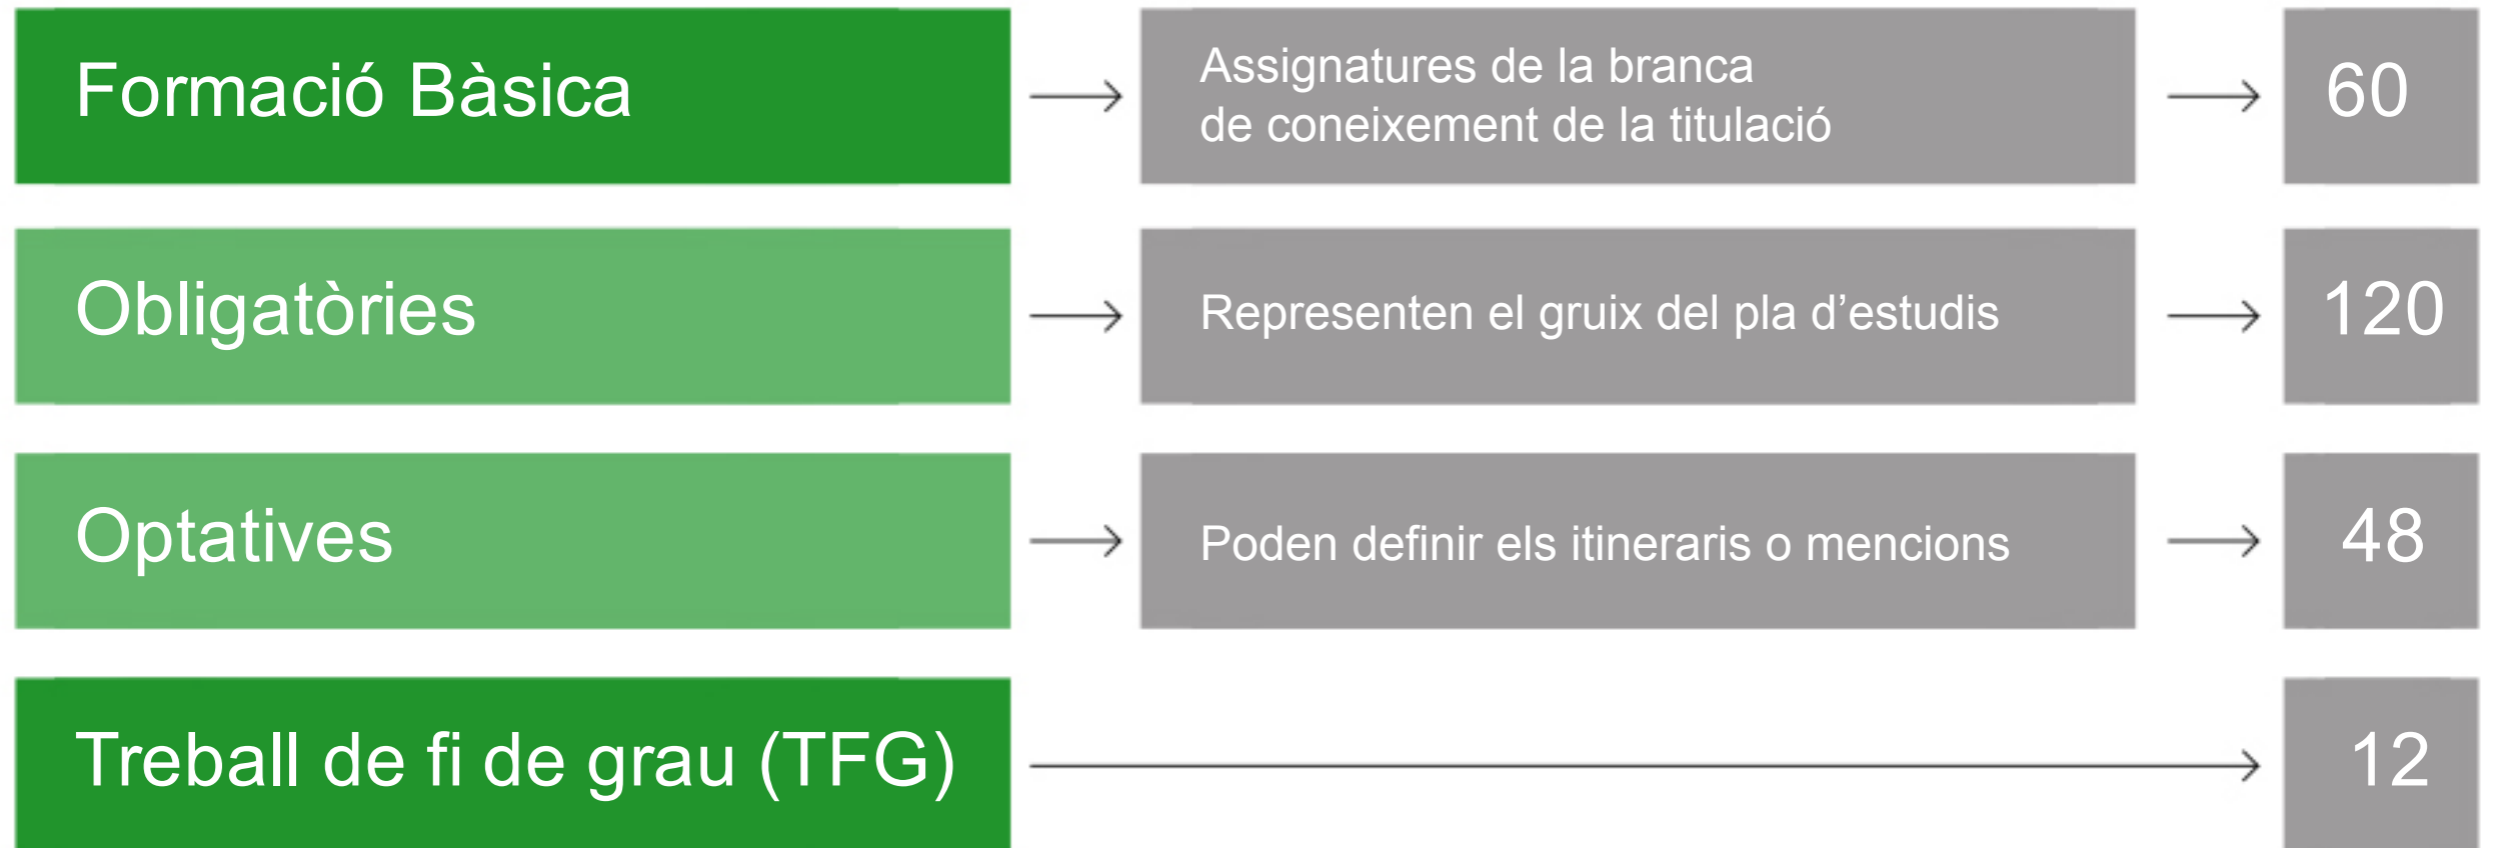 Formació Bàsica
Assignatures de la branca
de coneixement de la titulació
60
Obligatòries
Representen el gruix del pla d’estudis
120
Optatives
Poden definir els itineraris o mencions
48
Treball de fi de grau (TFG)
12